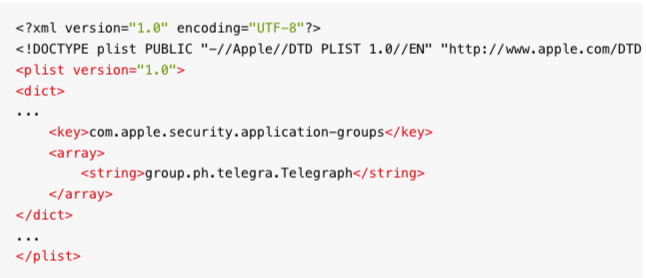 <?xml version="1.0" encoding="UTF-8"?>
<!DOCTYPE plist PUBLIC "-//Apple//DTD PLIST 1.0//EN" "http://www.apple.com/DTD
<plist version="1.0">
<dict>
...
    <key>com.apple.security.application-groups</key>
    <array>
        <string>group.ph.telegra.Telegraph</string>
    </array>
</dict>
...
</plist>